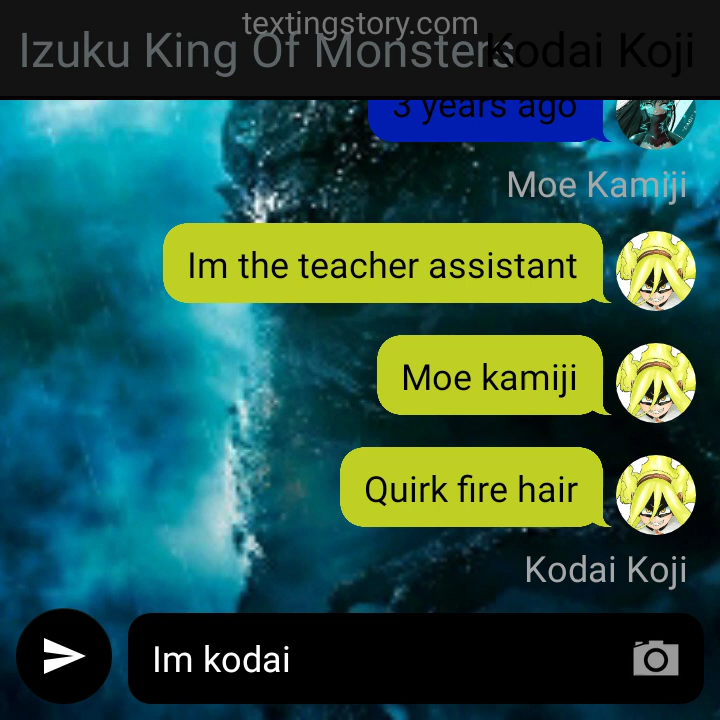 textingstory.com
Izuku King Of Monsters
Kodai Koji
3 years ago
Moe Kamiji
Im the teacher assistant
Moe kamiji
Quirk fire hair
Kodai Koji
Im kodai